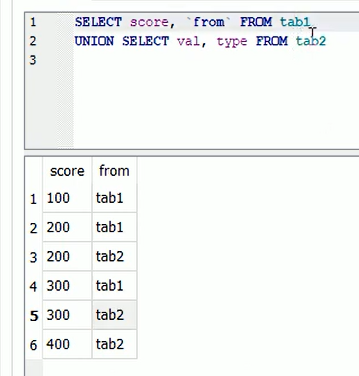 1 SELECT score, `from` FROM tab1
2 UNION SELECT val, type FROM tab2
3
score from
1 100 tab1
2 200 tab1
3 200 tab2
4 300 tab1
5 300 tab2
6 400 tab2